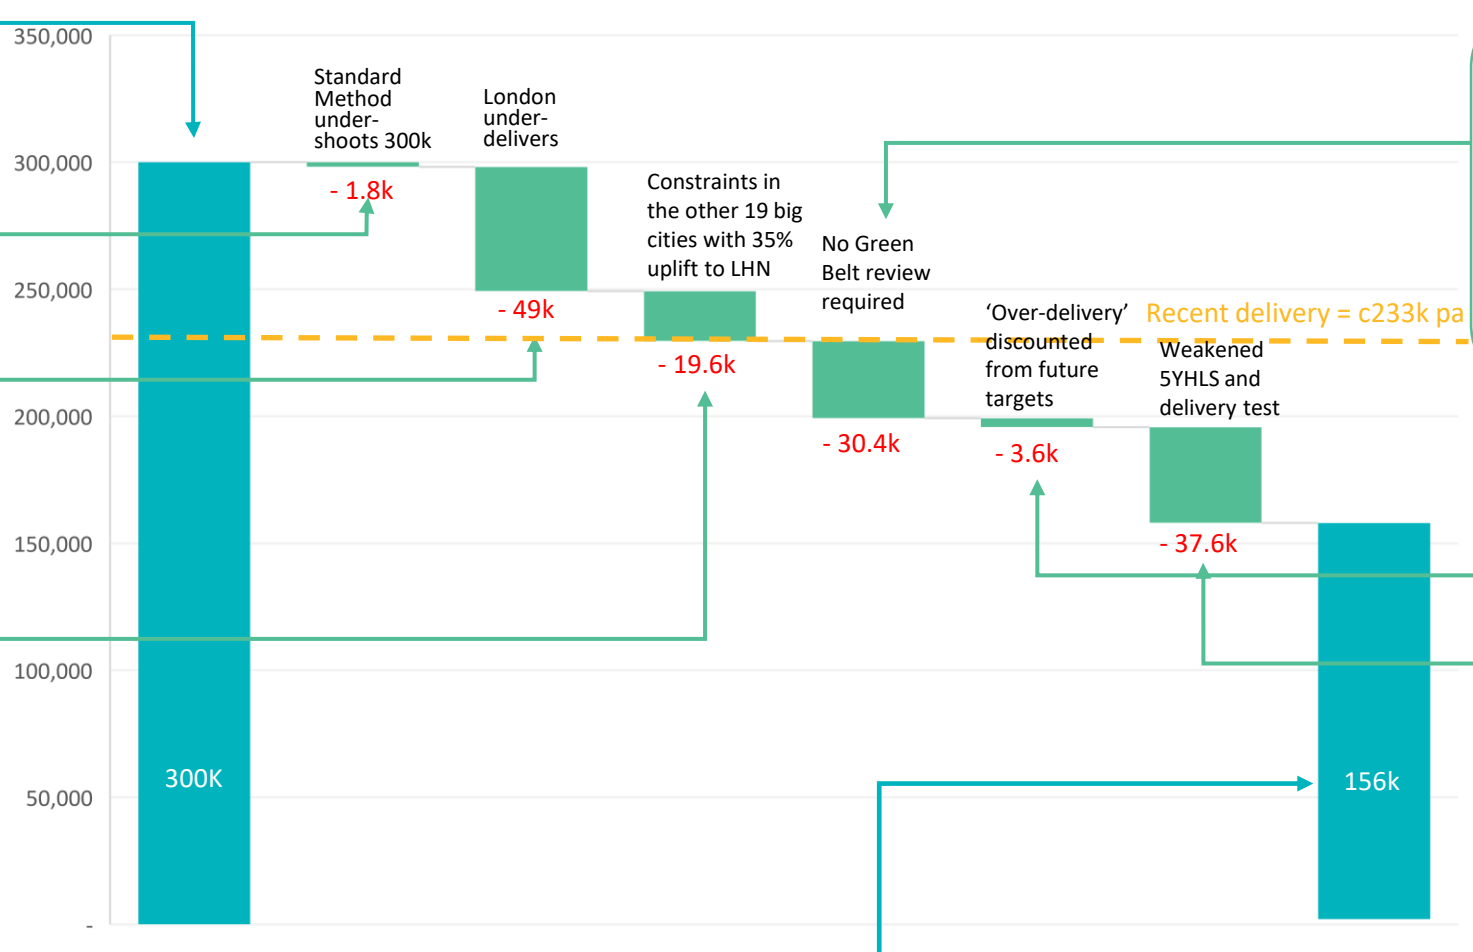 350,000
300,000
250,000
200,000
150,000
100,000
50,000
-
Standard
Method
under-
shoots 300k
- 1.8k
London
under-
delivers
- 49k
Constraints in
the other 19 big
cities with 35%
uplift to LHN
- 19.6k
No Green
Belt review
required
- 30.4k
‘Over-delivery’
discounted
from future
targets
- 3.6k
Recent delivery = c233k pa
Weakened
5YHLS and
delivery test
- 37.6k
300K
156k